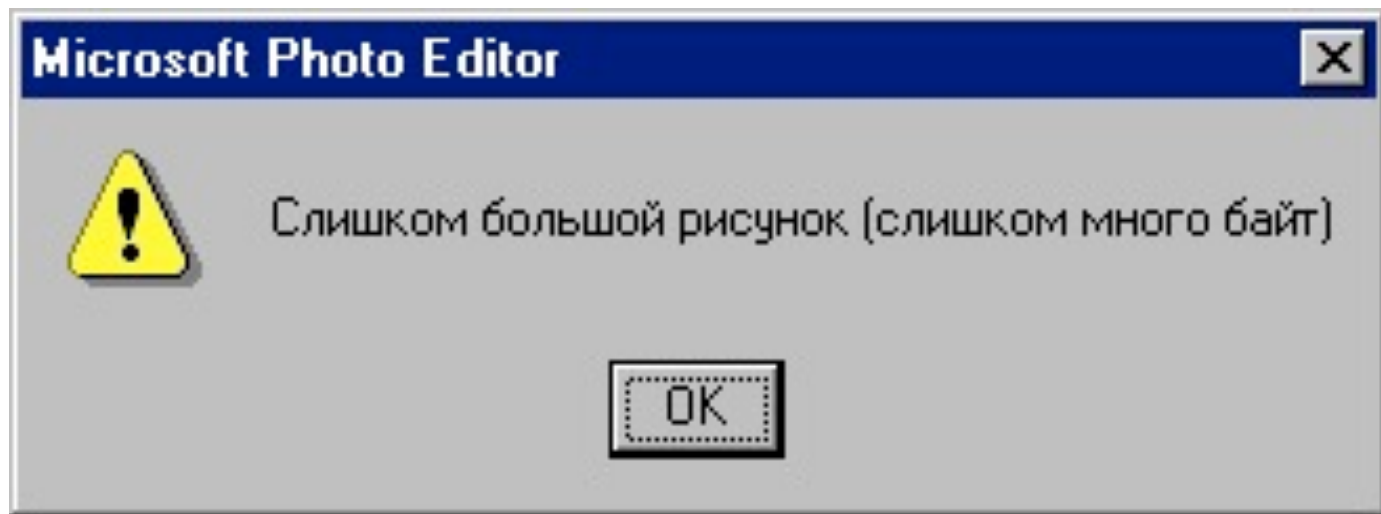 Microsoft Photo Editor
Слишком большой рисунок (слишком много байт)
OK